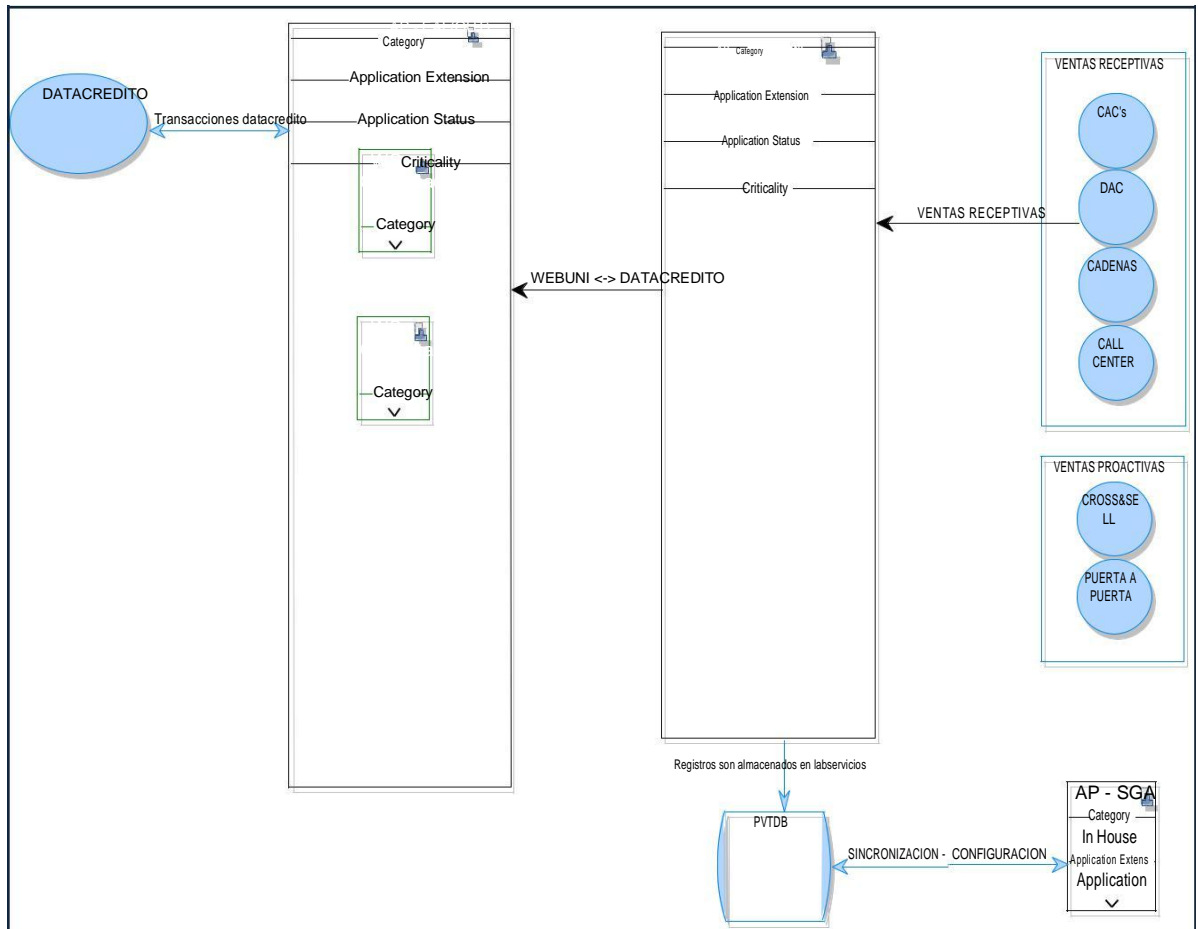 DATACREDITO
Transacciones datacredito
Category
Application Extension
Application Status
Criticality
Category
Category
WEBUNI <-> DATACREDITO
Category
Application Extension
Application Status
Criticality
VENTAS RECEPTIVAS
VENTAS RECEPTIVAS
CAC's
DAC
CADENAS
CALL
CENTER
VENTAS PROACTIVAS
CROSS&SE
LL
PUERTA A
PUERTA
Registros son almacenados en labservicios
PVTDB
SINCRONIZACION - CONFIGURACION
AP - SGA
Category
In House
Application Extens
Application